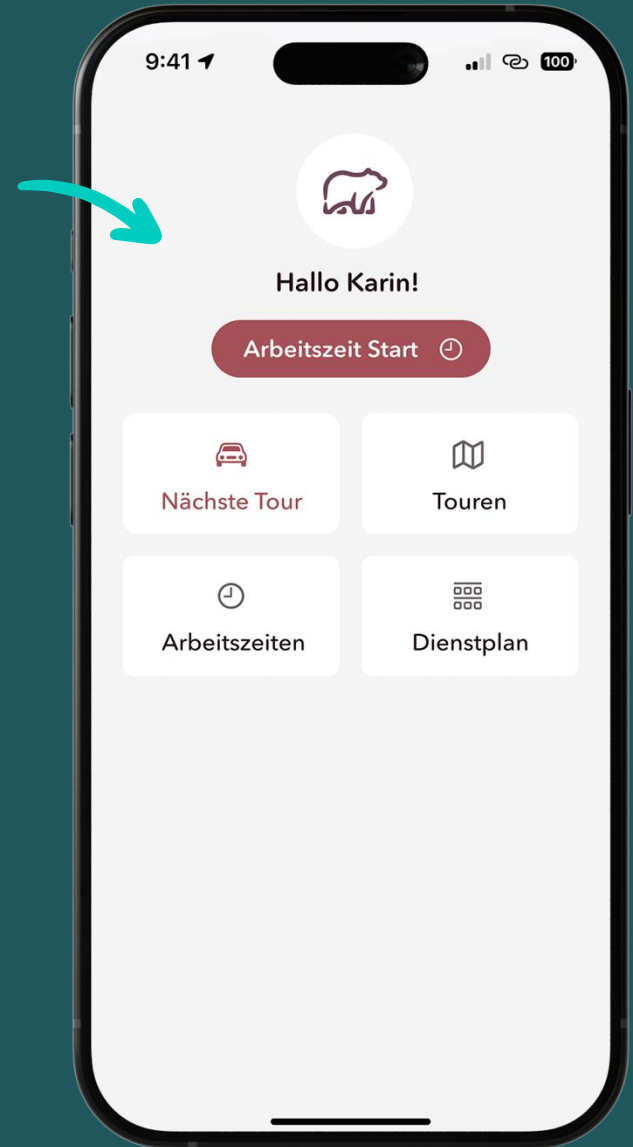 9:41
100
Hallo Karin!
Arbeitszeit Start
Nächste Tour
Touren
Arbeitszeiten
Dienstplan